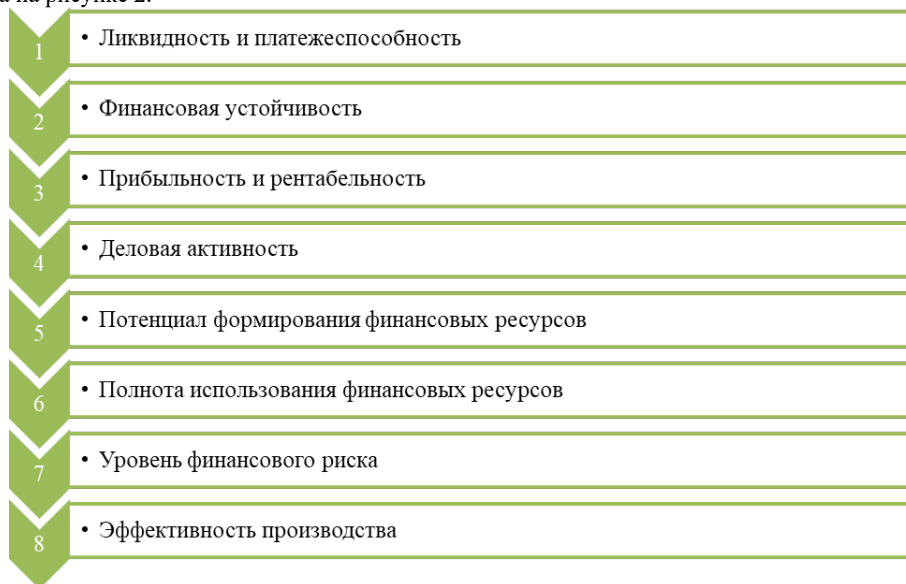 а на рисунке 2.
1
• Ликвидность и платежеспособность
2
• Финансовая устойчивость
3
• Прибыльность и рентабельность
4
• Деловая активность
5
• Потенциал формирования финансовых ресурсов
6
• Полнота использования финансовых ресурсов
7
• Уровень финансового риска
8
• Эффективность производства